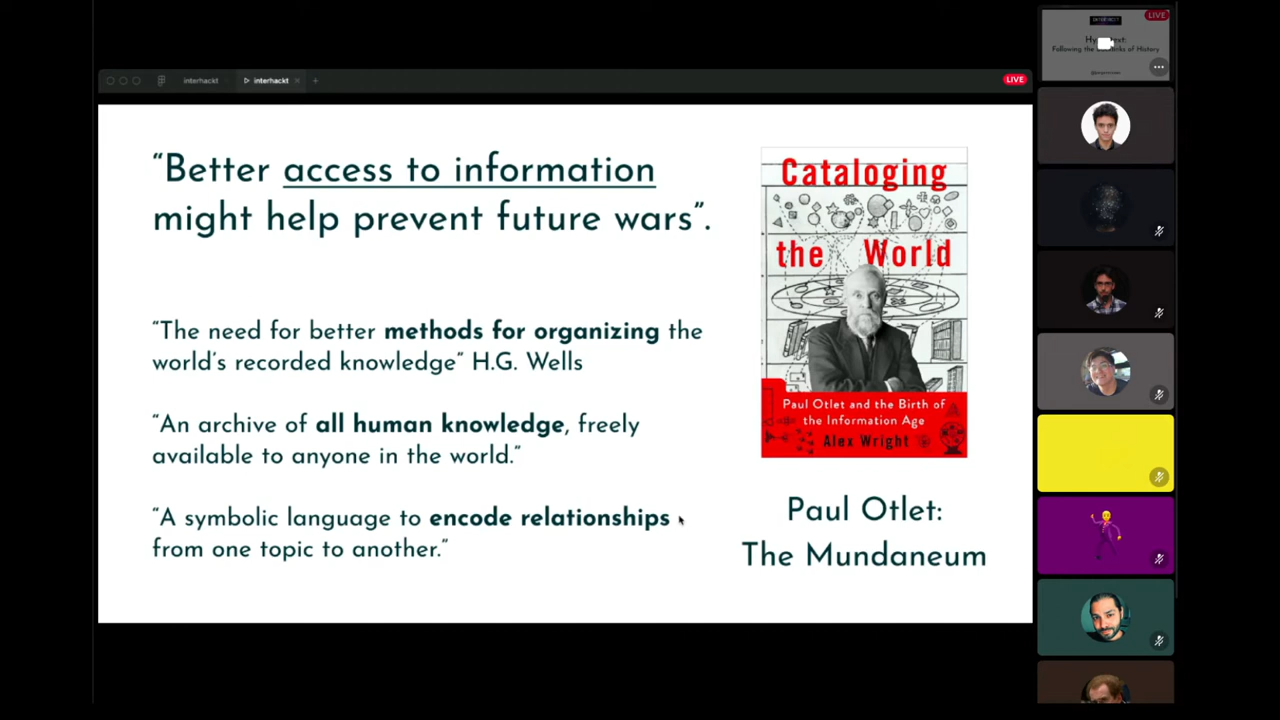 interhackt
interhackt
LIVE
“Better access to information
might help prevent future wars”.
“The need for better methods for organizing the
world’s recorded knowledge” H.G. Wells
“An archive of all human knowledge, freely
available to anyone in the world.”
“A symbolic language to encode relationships
from one topic to another.”
Cataloging
the World
Paul Otlet and the Birth of
the Information Age
Alex Wright
Paul Otlet:
The Mundaneum
LIVE
of History